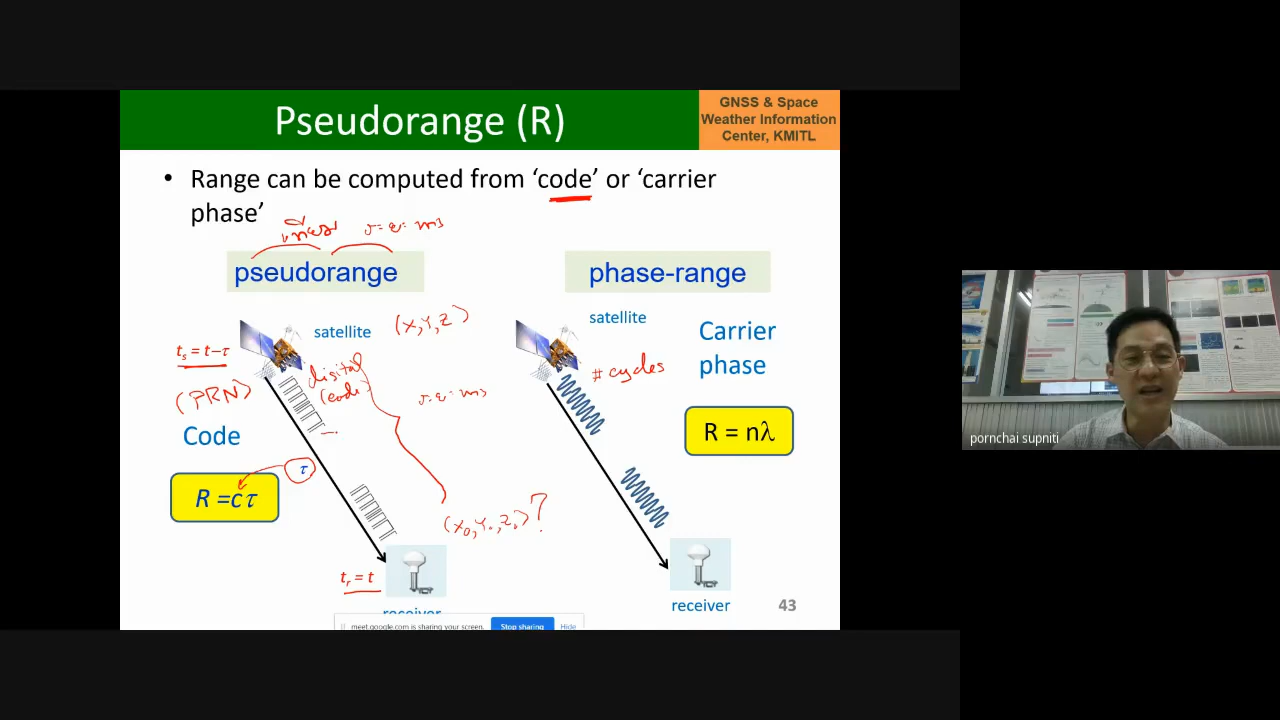 Pseudorange (R)
GNSS & Space
Weather Information
Center, KMITL
• Range can be computed from ‘code’ or ‘carrier
phase’
pseudorange
phase-range
satellite
(X,Y,Z)
satellite
Carrier
phase
tₛ = t-τ
digital
(code)
# cycles
(PRN)
Code
R = nλ
τ
R =cτ
(X₀,Y₀,Z₀)?
tᵣ = t
receiver
receiver
43
meet.google.com is sharing your screen.
Stop sharing
Hide
pornchai supniti